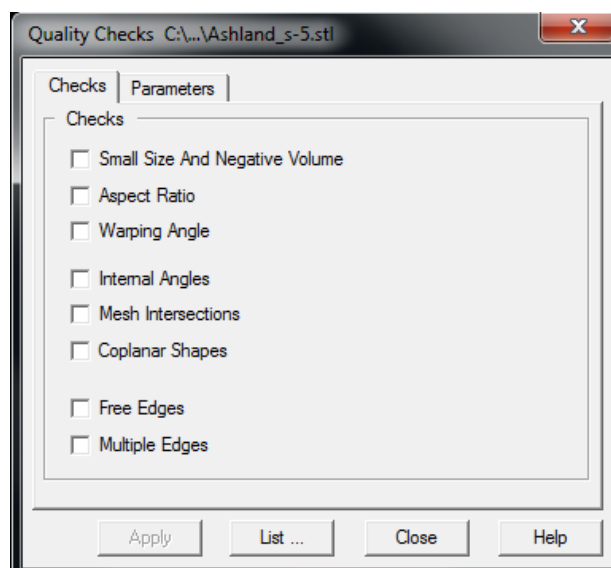 Quality Checks C:\...\Ashland_s-5.stl
Checks Parameters
Checks
Small Size And Negative Volume
Aspect Ratio
Warping Angle
Internal Angles
Mesh Intersections
Coplanar Shapes
Free Edges
Multiple Edges
Apply List ... Close Help